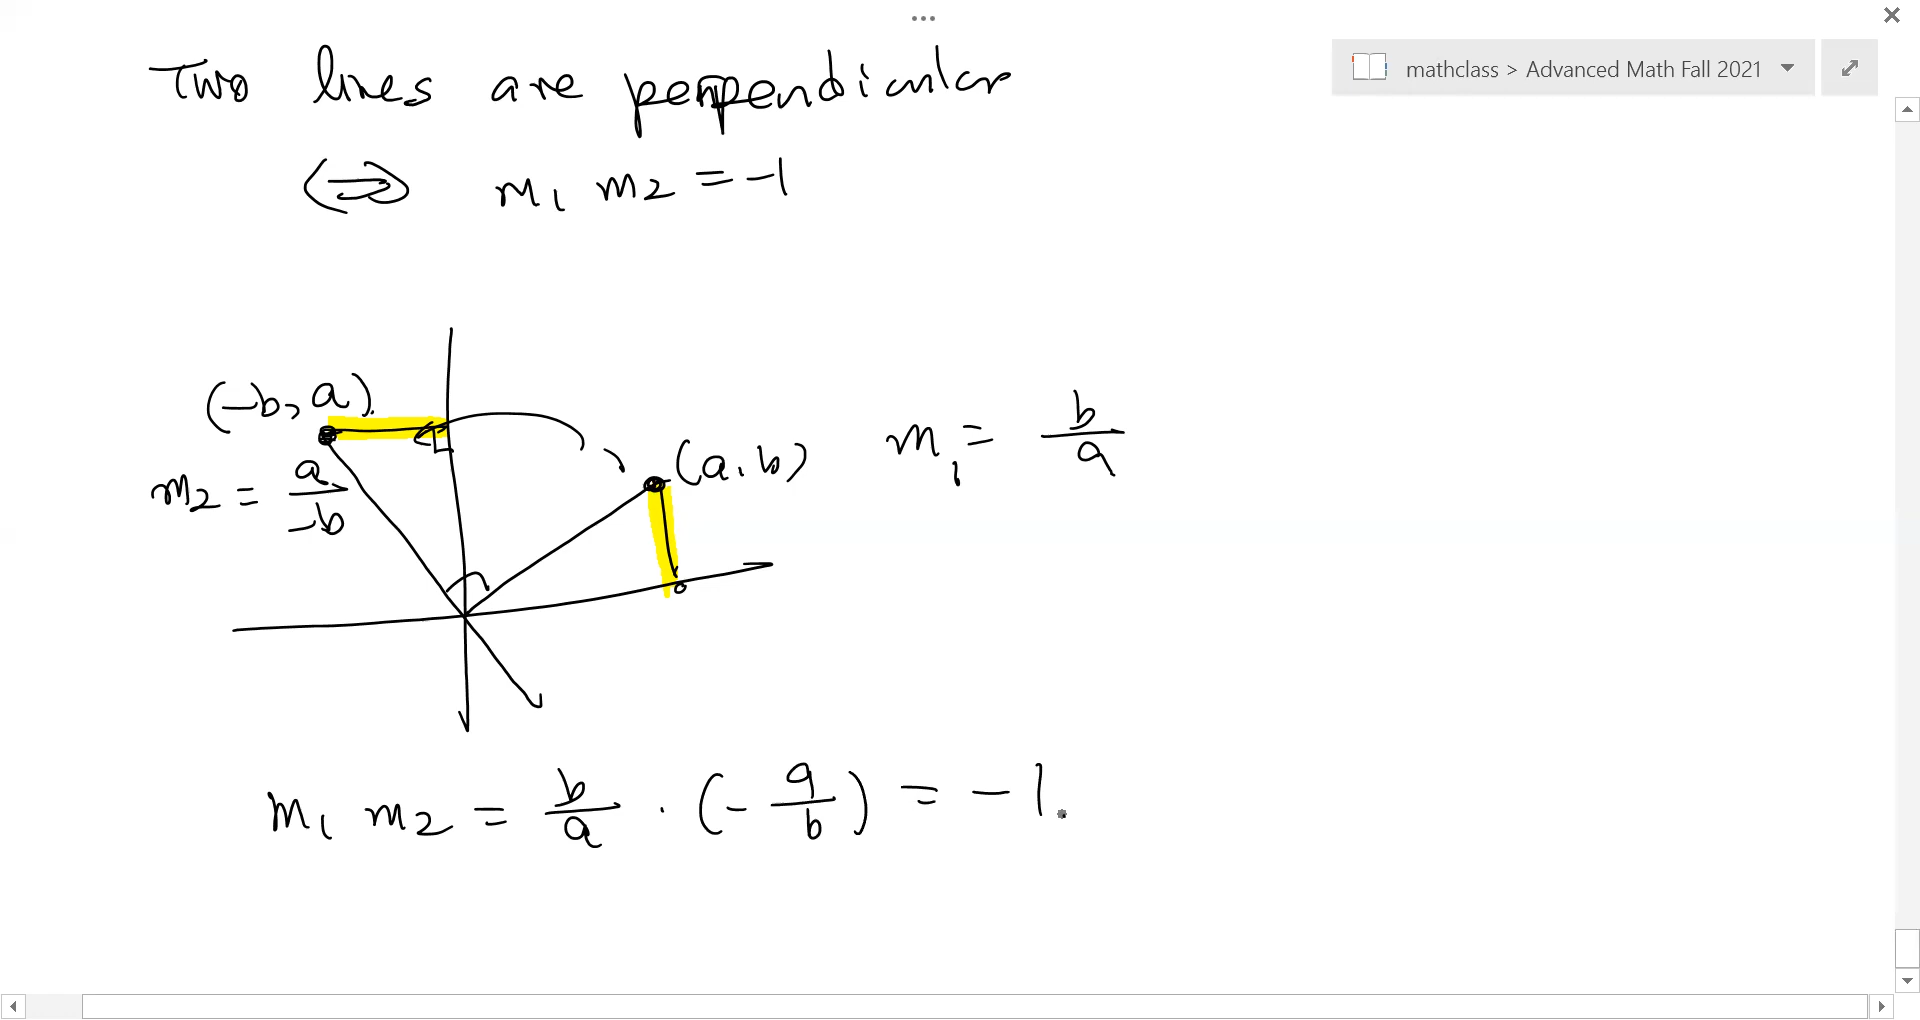 mathclass > Advanced Math Fall 2021
Two lines are perpendicular
⇔ m₁ m₂ = -1
(-b, a).
(a, b)
m₁ = b/a
m₂ = a/-b
m₁ m₂ = b/a · (- a/b) = -1.